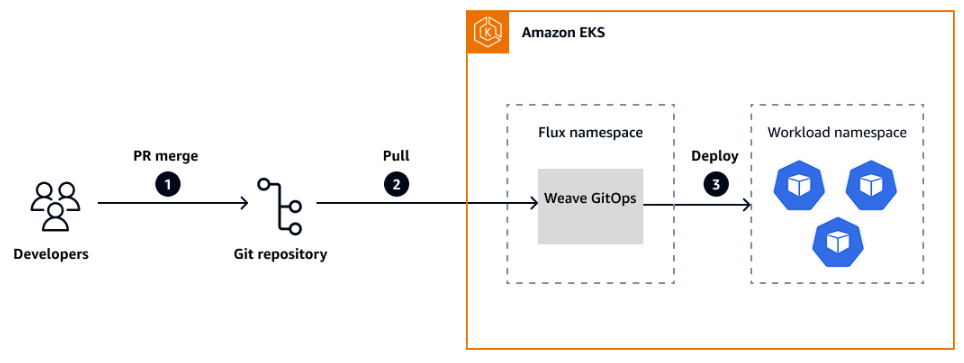 Amazon EKS
Flux namespace
Workload namespace
PR merge
1
Pull
2
Deploy
3
Weave GitOps
Developers
Git repository
K